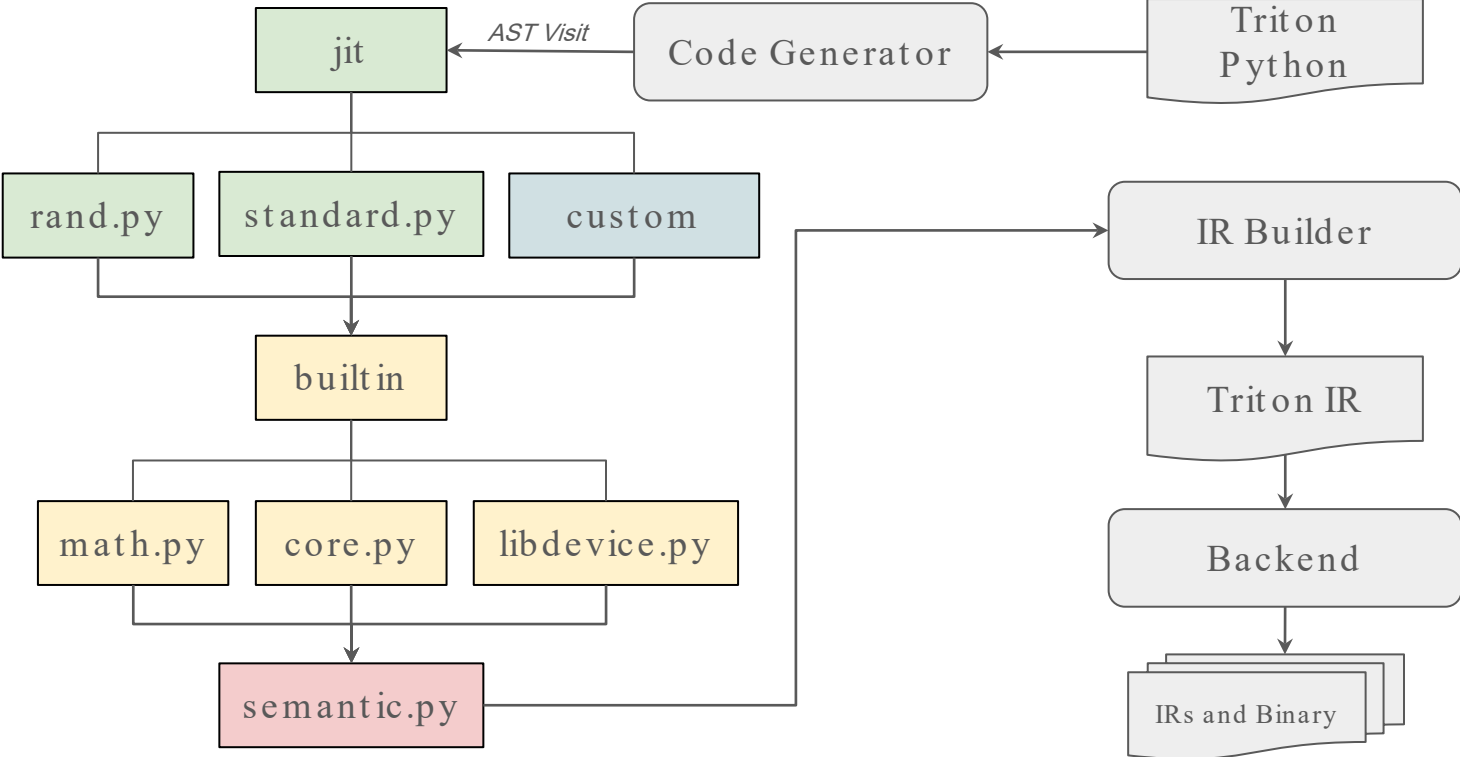 jit
AST Visit
Code Generator
Triton
Python
rand.py
standard.py
custom
IR Builder
builtin
Triton IR
math.py
core.py
libdevice.py
Backend
semantic.py
IRs and Binary